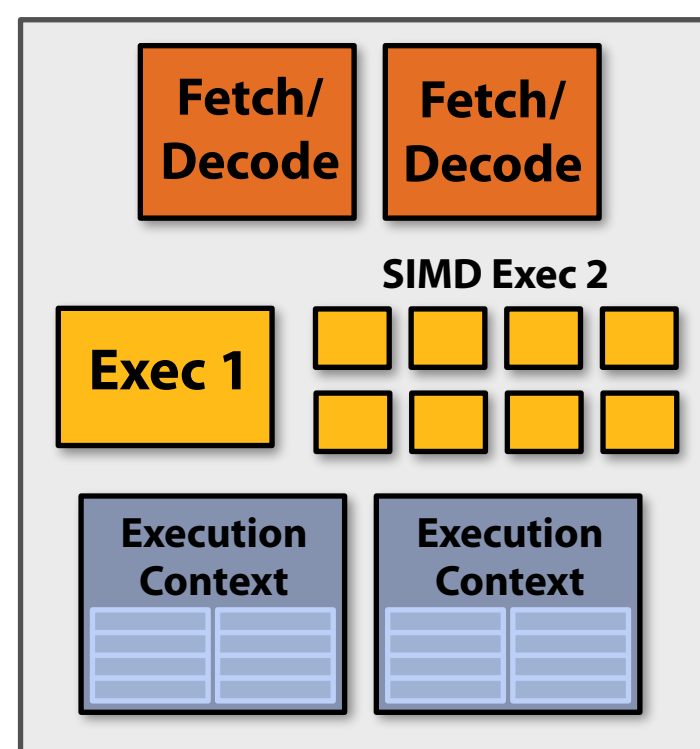 Fetch/
Decode
Fetch/
Decode
SIMD Exec 2
Exec 1
Execution
Context
Execution
Context